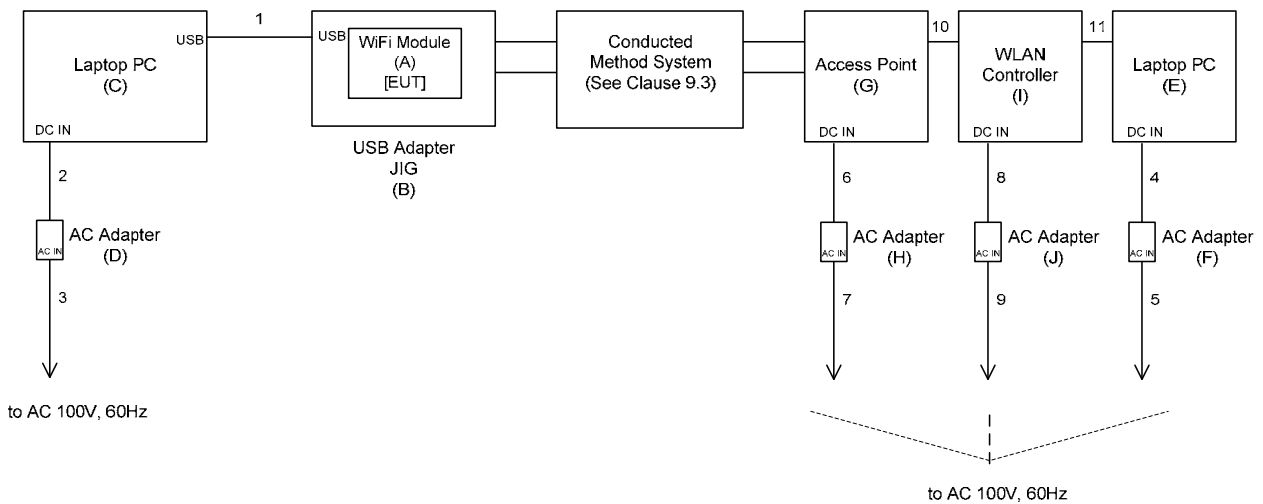 1
10
11
USB
USB
WiFi Module
(A)
[EUT]
Laptop PC
(C)
Conducted
Method System
(See Clause 9.3)
Access Point
(G)
WLAN
Controller
(I)
Laptop PC
(E)
DC IN
DC IN
DC IN
DC IN
USB Adapter
JIG
(B)
2
6
8
4
AC IN
AC Adapter
(D)
AC IN
AC Adapter
(H)
AC IN
AC Adapter
(J)
AC IN
AC Adapter
(F)
3
7
9
5
to AC 100V, 60Hz
to AC 100V, 60Hz